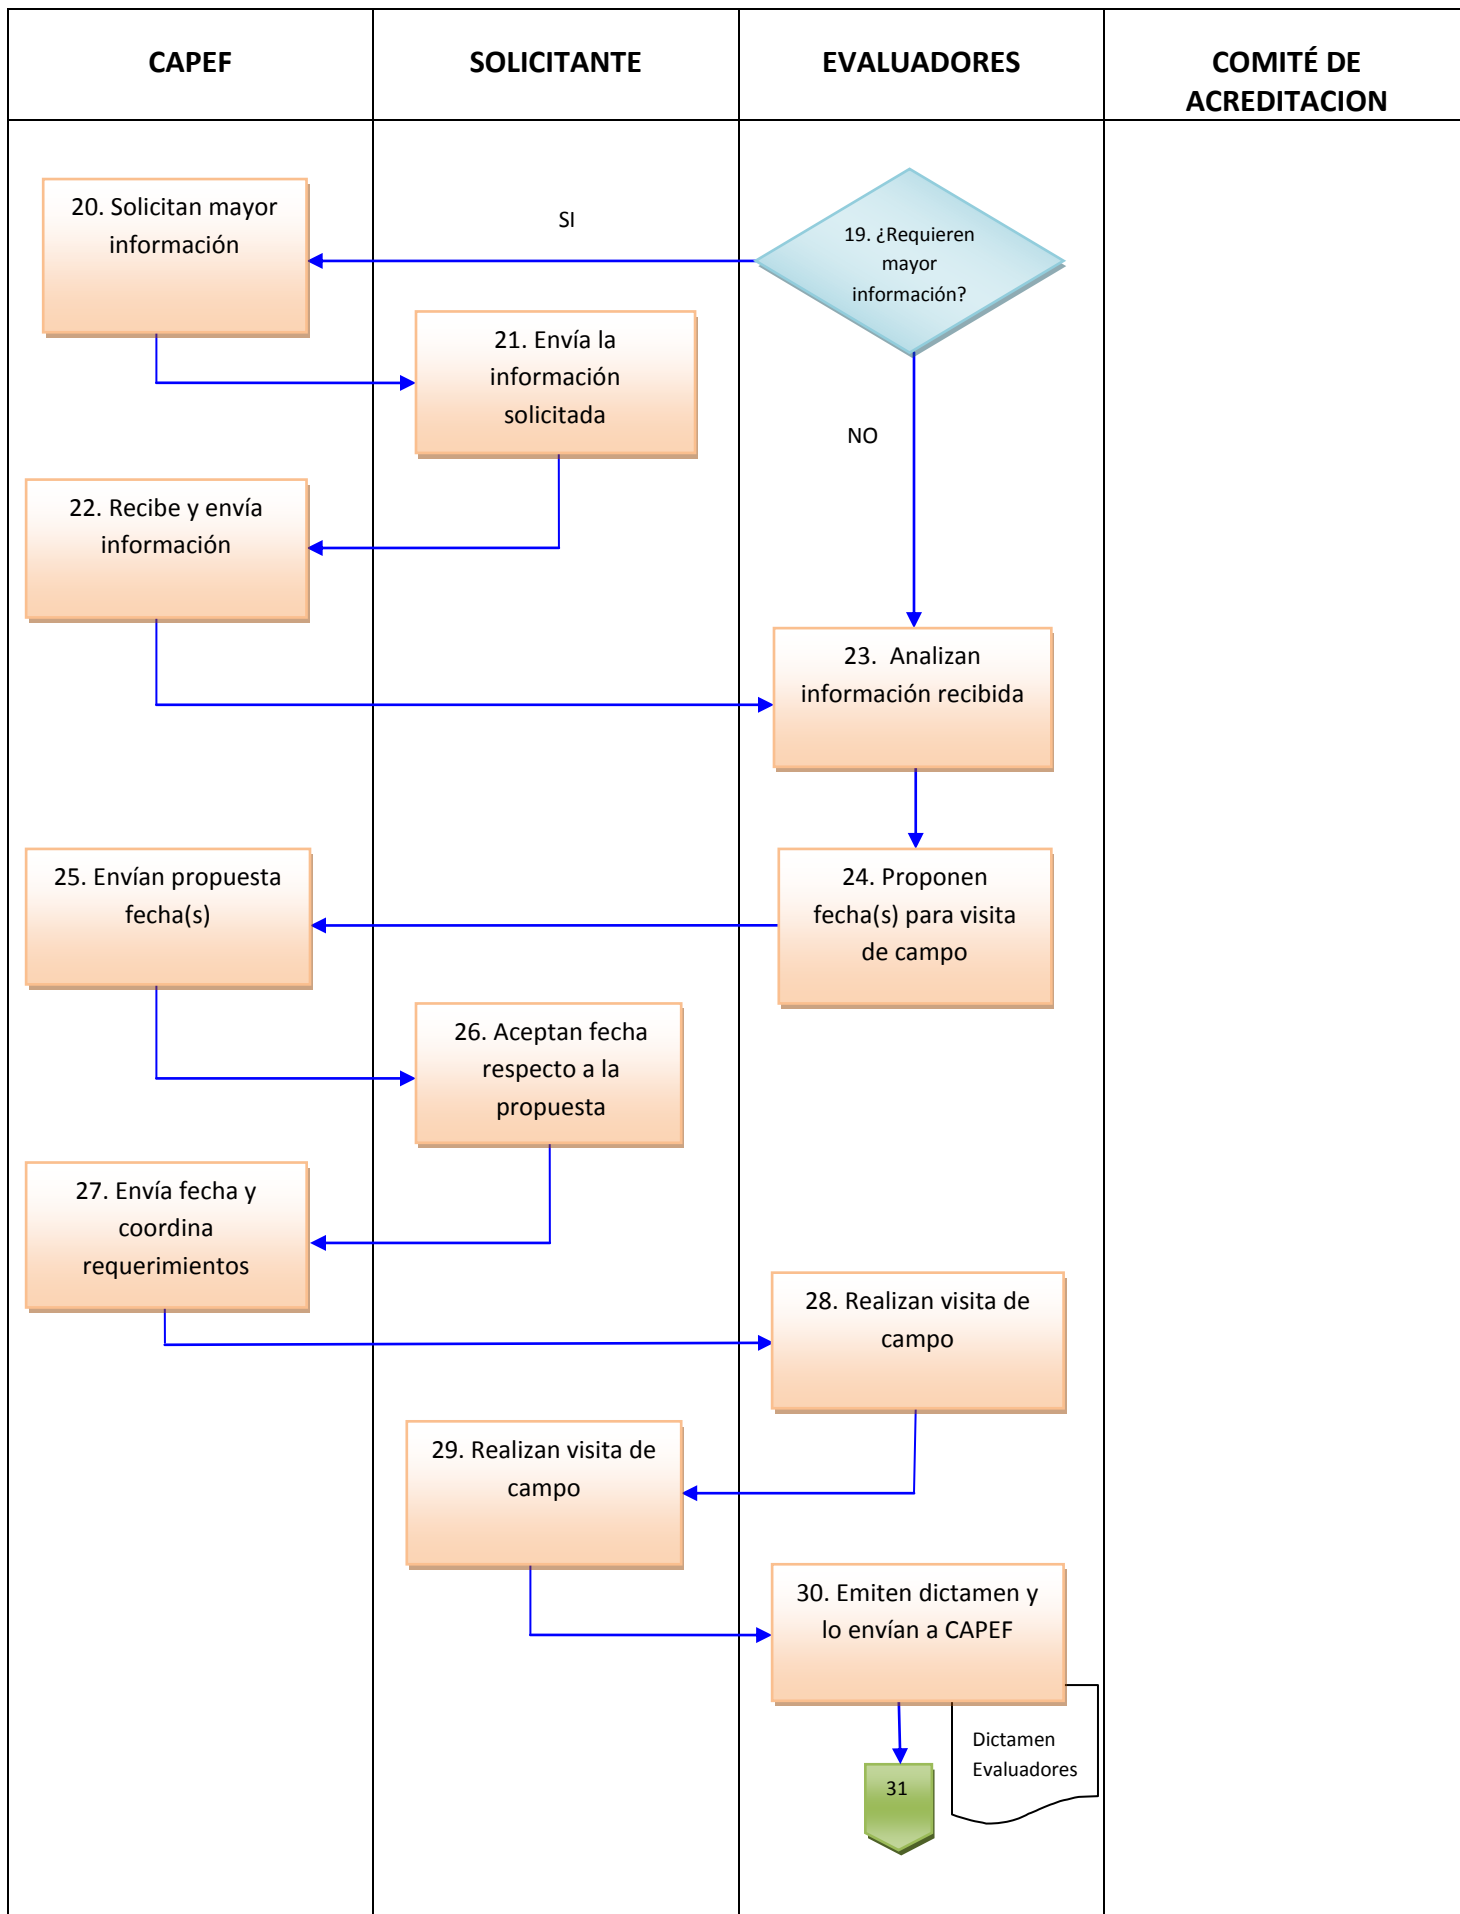 CAPEF
SOLICITANTE
EVALUADORES
COMITÉ DE
ACREDITACION
19. ¿Requieren
mayor
información?
SI
20. Solicitan mayor
información
21. Envía la
información
solicitada
NO
22. Recibe y envía
información
23.  Analizan
información recibida
24. Proponen
fecha(s) para visita
de campo
25. Envían propuesta
fecha(s)
26. Aceptan fecha
respecto a la
propuesta
27. Envía fecha y
coordina
requerimientos
28. Realizan visita de
campo
29. Realizan visita de
campo
30. Emiten dictamen y
lo envían a CAPEF
Dictamen
Evaluadores
31